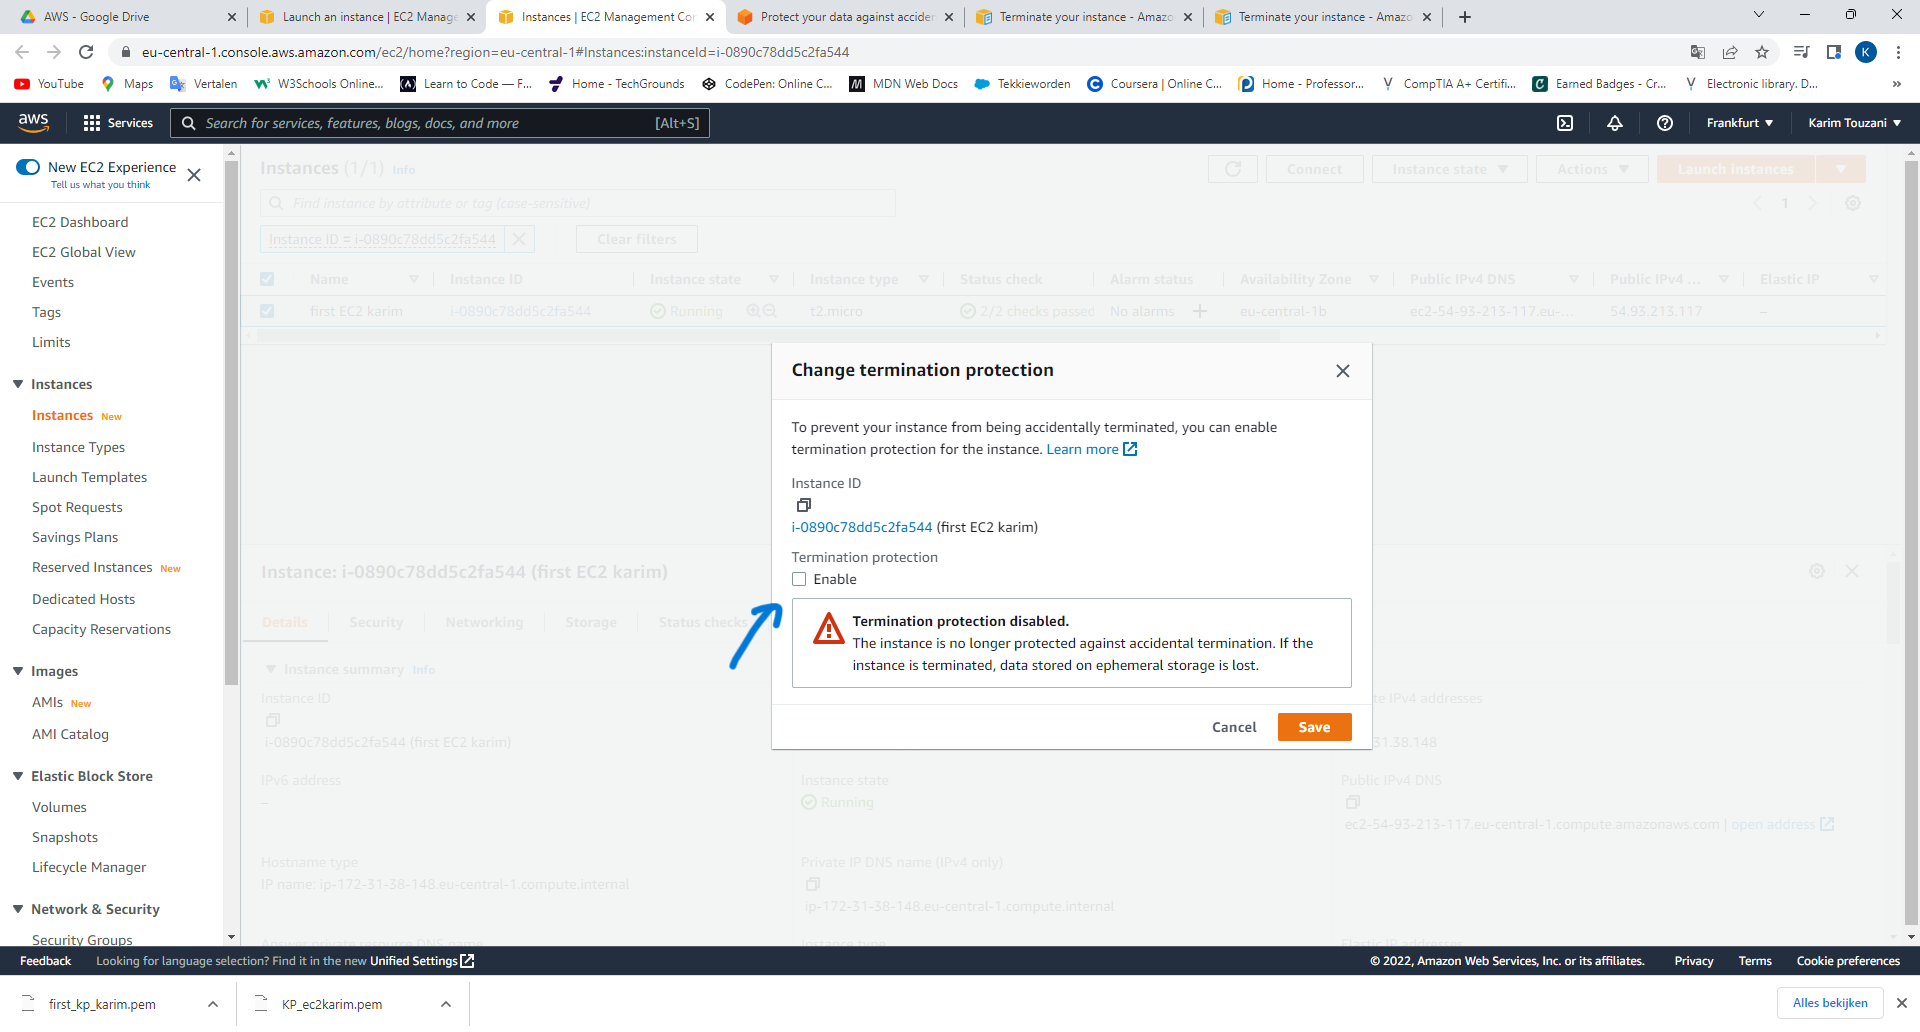 AWS - Google Drive
Launch an instance | EC2 Manage
Instances | EC2 Management Con
Protect your data against acciden
Terminate your instance - Amazo
Terminate your instance - Amazo
eu-central-1.console.aws.amazon.com/ec2/home?region=eu-central-1#Instances:instanceId=i-0890c78dd5c2fa544
K
YouTube
Maps
Vertalen
W3Schools Online...
Learn to Code — F...
Home - TechGrounds
CodePen: Online C...
MDN Web Docs
Tekkieworden
Coursera | Online C...
Home - Professor...
CompTIA A+ Certifi...
Earned Badges - Cr...
Electronic library. D...
»
aws
Services
Search for services, features, blogs, docs, and more
[Alt+S]
Frankfurt
Karim Touzani
New EC2 Experience
Tell us what you think
EC2 Dashboard
EC2 Global View
Events
Tags
Limits
Instances
Instances New
Instance Types
Launch Templates
Spot Requests
Savings Plans
Reserved Instances New
Dedicated Hosts
Capacity Reservations
Images
AMIs New
AMI Catalog
Elastic Block Store
Volumes
Snapshots
Lifecycle Manager
Network & Security
Security Groups
Instances (1/1) Info
Connect
Instance state
Actions
Launch instances
Find instance by attribute or tag (case-sensitive)
1
Instance ID = i-0890c78dd5c2fa544
Clear filters
Name
Instance ID
Instance state
Instance type
Status check
Alarm status
Availability Zone
Public IPv4 DNS
Public IPv4 ...
Elastic IP
first EC2 karim
i-0890c78dd5c2fa544
Running
t2.micro
2/2 checks passed
No alarms
eu-central-1b
ec2-54-93-213-117.eu-...
54.93.213.117
–
Change termination protection
To prevent your instance from being accidentally terminated, you can enable
termination protection for the instance. Learn more
Instance ID
i-0890c78dd5c2fa544 (first EC2 karim)
Termination protection
Enable
Termination protection disabled.
The instance is no longer protected against accidental termination. If the
instance is terminated, data stored on ephemeral storage is lost.
Cancel
Save
Instance: i-0890c78dd5c2fa544 (first EC2 karim)
Details
Security
Networking
Storage
Status checks
Instance summary Info
Instance ID
i-0890c78dd5c2fa544 (first EC2 karim)
te IPv4 addresses
31.38.148
IPv6 address
–
Instance state
Running
Public IPv4 DNS
ec2-54-93-213-117.eu-central-1.compute.amazonaws.com | open address
Hostname type
IP name: ip-172-31-38-148.eu-central-1.compute.internal
Private IP DNS name (IPv4 only)
ip-172-31-38-148.eu-central-1.compute.internal
Answer private resource DNS name
Instance type
Elastic IP addresses
Feedback
Looking for language selection? Find it in the new Unified Settings
© 2022, Amazon Web Services, Inc. or its affiliates.
Privacy
Terms
Cookie preferences
first_kp_karim.pem
KP_ec2karim.pem
Alles bekijken